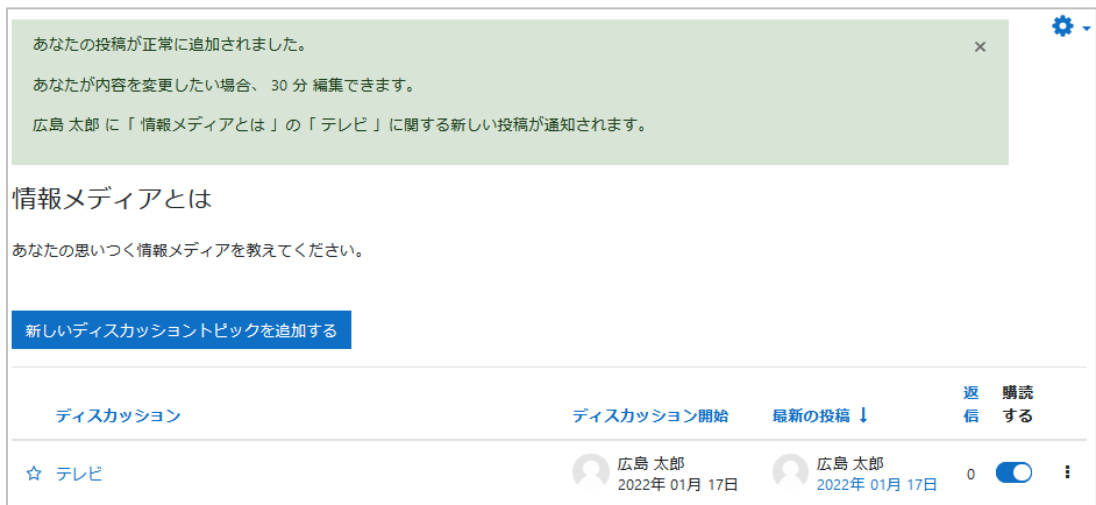 あなたの投稿が正常に追加されました。
×
あなたが内容を変更したい場合、 30 分 編集できます。
広島 太郎 に「 情報メディアとは 」の「 テレビ 」に関する新しい投稿が通知されます。
情報メディアとは
あなたの思いつく情報メディアを教えてください。
新しいディスカッショントピックを追加する
ディスカッション ディスカッション開始 最新の投稿 ↓ 返信 購読する
テレビ 広島 太郎 広島 太郎 0
2022年 01月 17日 2022年 01月 17日